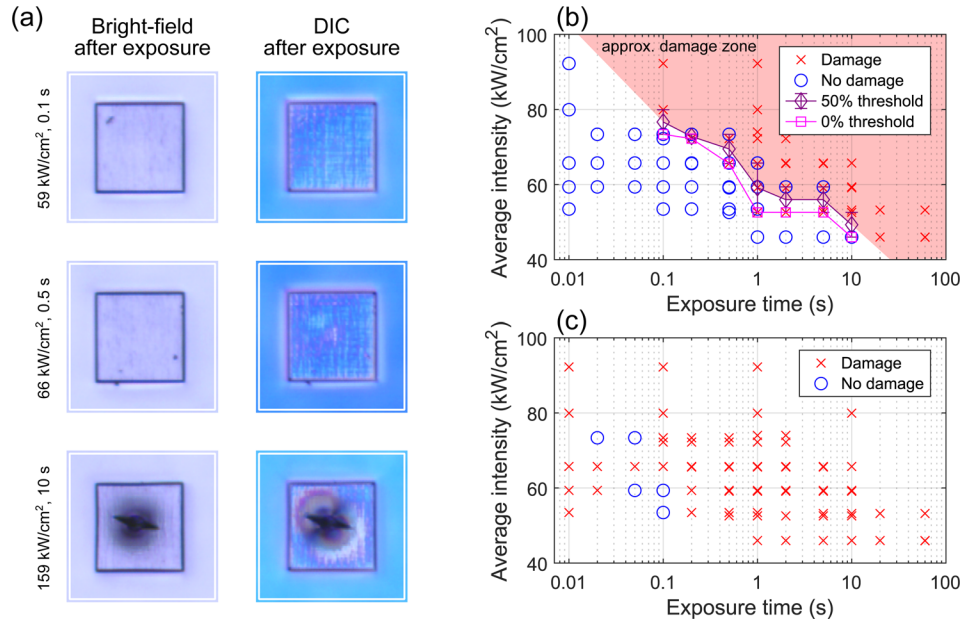 (a)
Bright-field
after exposure
DIC
after exposure
59 kW/cm², 0.1 s
66 kW/cm², 0.5 s
159 kW/cm², 10 s
(b)
Average intensity (kW/cm²)
100
80
60
40
approx. damage zone
Damage
No damage
50% threshold
0% threshold
0.01
0.1
1
10
100
Exposure time (s)
(c)
Average intensity (kW/cm²)
100
80
60
40
Damage
No damage
0.01
0.1
1
10
100
Exposure time (s)